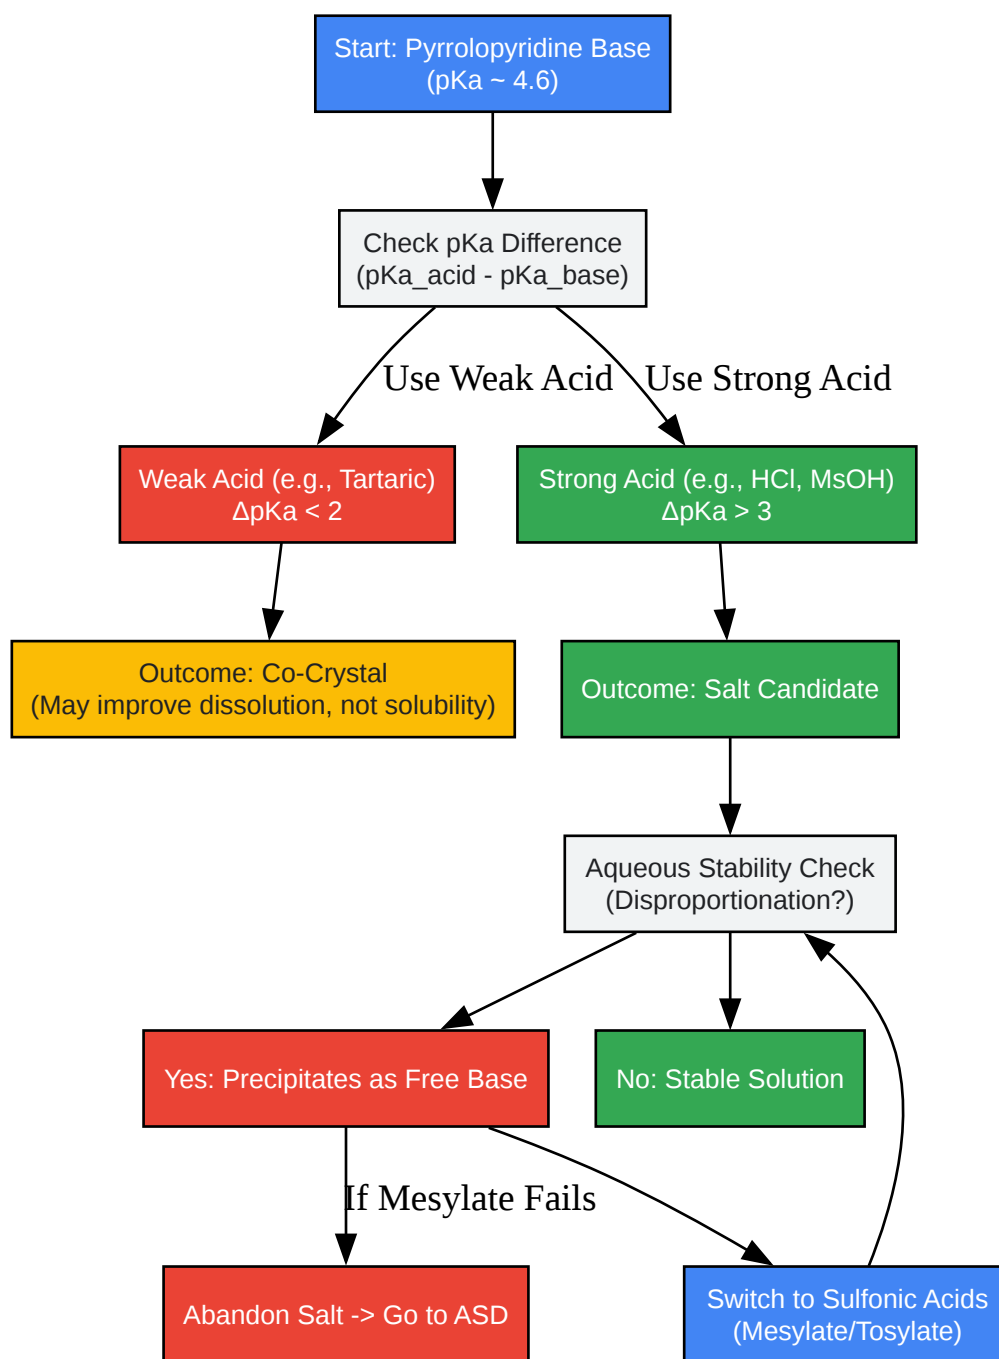 Start: Pyrrolopyridine Base
(pKa ~ 4.6)
Check pKa Difference
(pKa_acid - pKa_base)
Use Weak Acid
Use Strong Acid
Weak Acid (e.g., Tartaric)
ΔpKa < 2
Strong Acid (e.g., HCl, MsOH)
ΔpKa > 3
Outcome: Co-Crystal
(May improve dissolution, not solubility)
Outcome: Salt Candidate
Aqueous Stability Check
(Disproportionation?)
Yes: Precipitates as Free Base
No: Stable Solution
If Mesylate Fails
Abandon Salt -> Go to ASD
Switch to Sulfonic Acids
(Mesylate/Tosylate)